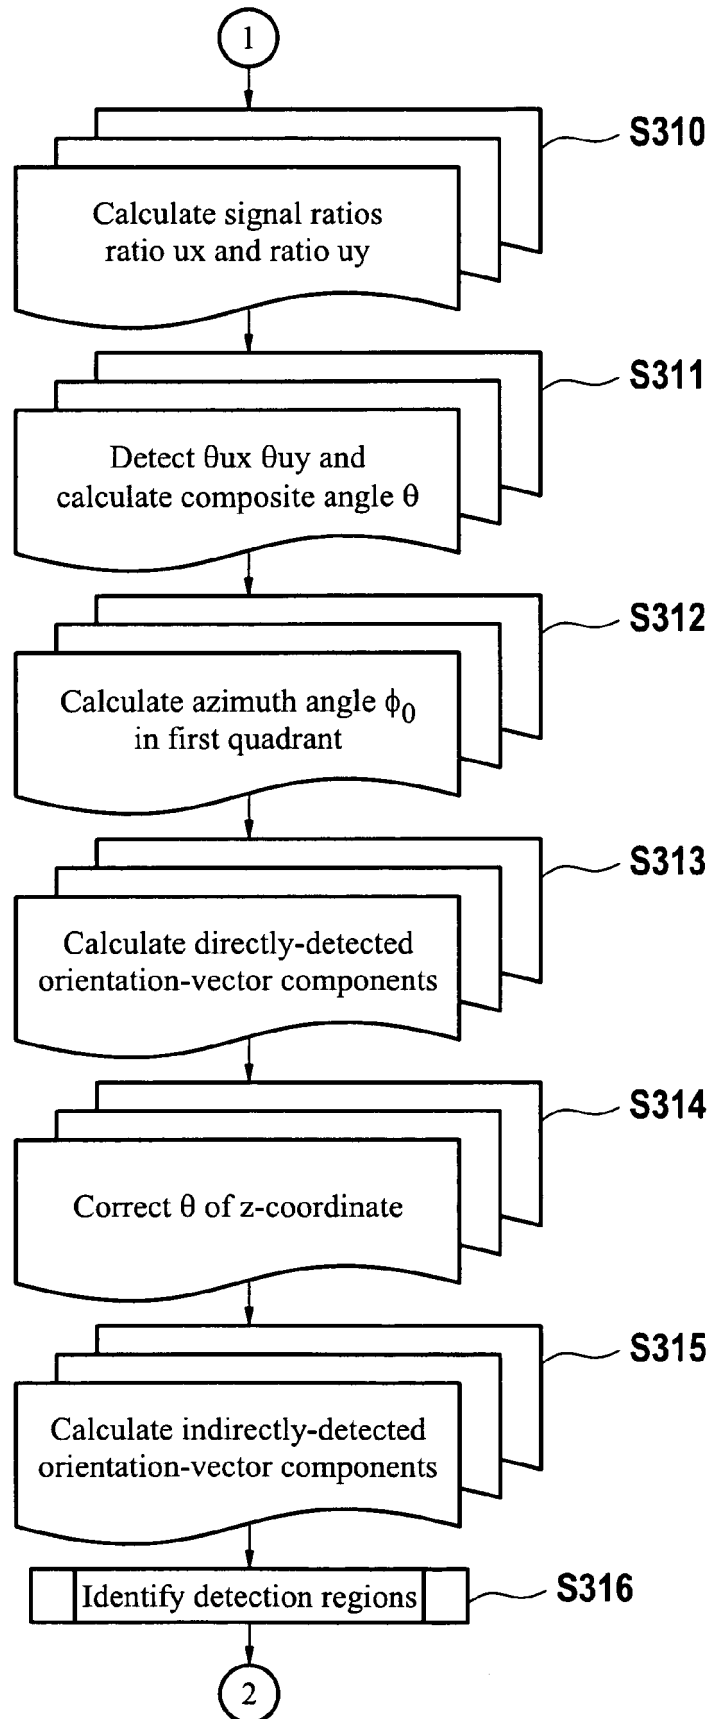 1
S310
Calculate signal ratios
ratio ux and ratio uy
S311
Detect θux θuy and
calculate composite angle θ
S312
Calculate azimuth angle ϕ0
in first quadrant
S313
Calculate directly-detected
orientation-vector components
S314
Correct θ of z-coordinate
S315
Calculate indirectly-detected
orientation-vector components
Identify detection regions
S316
2